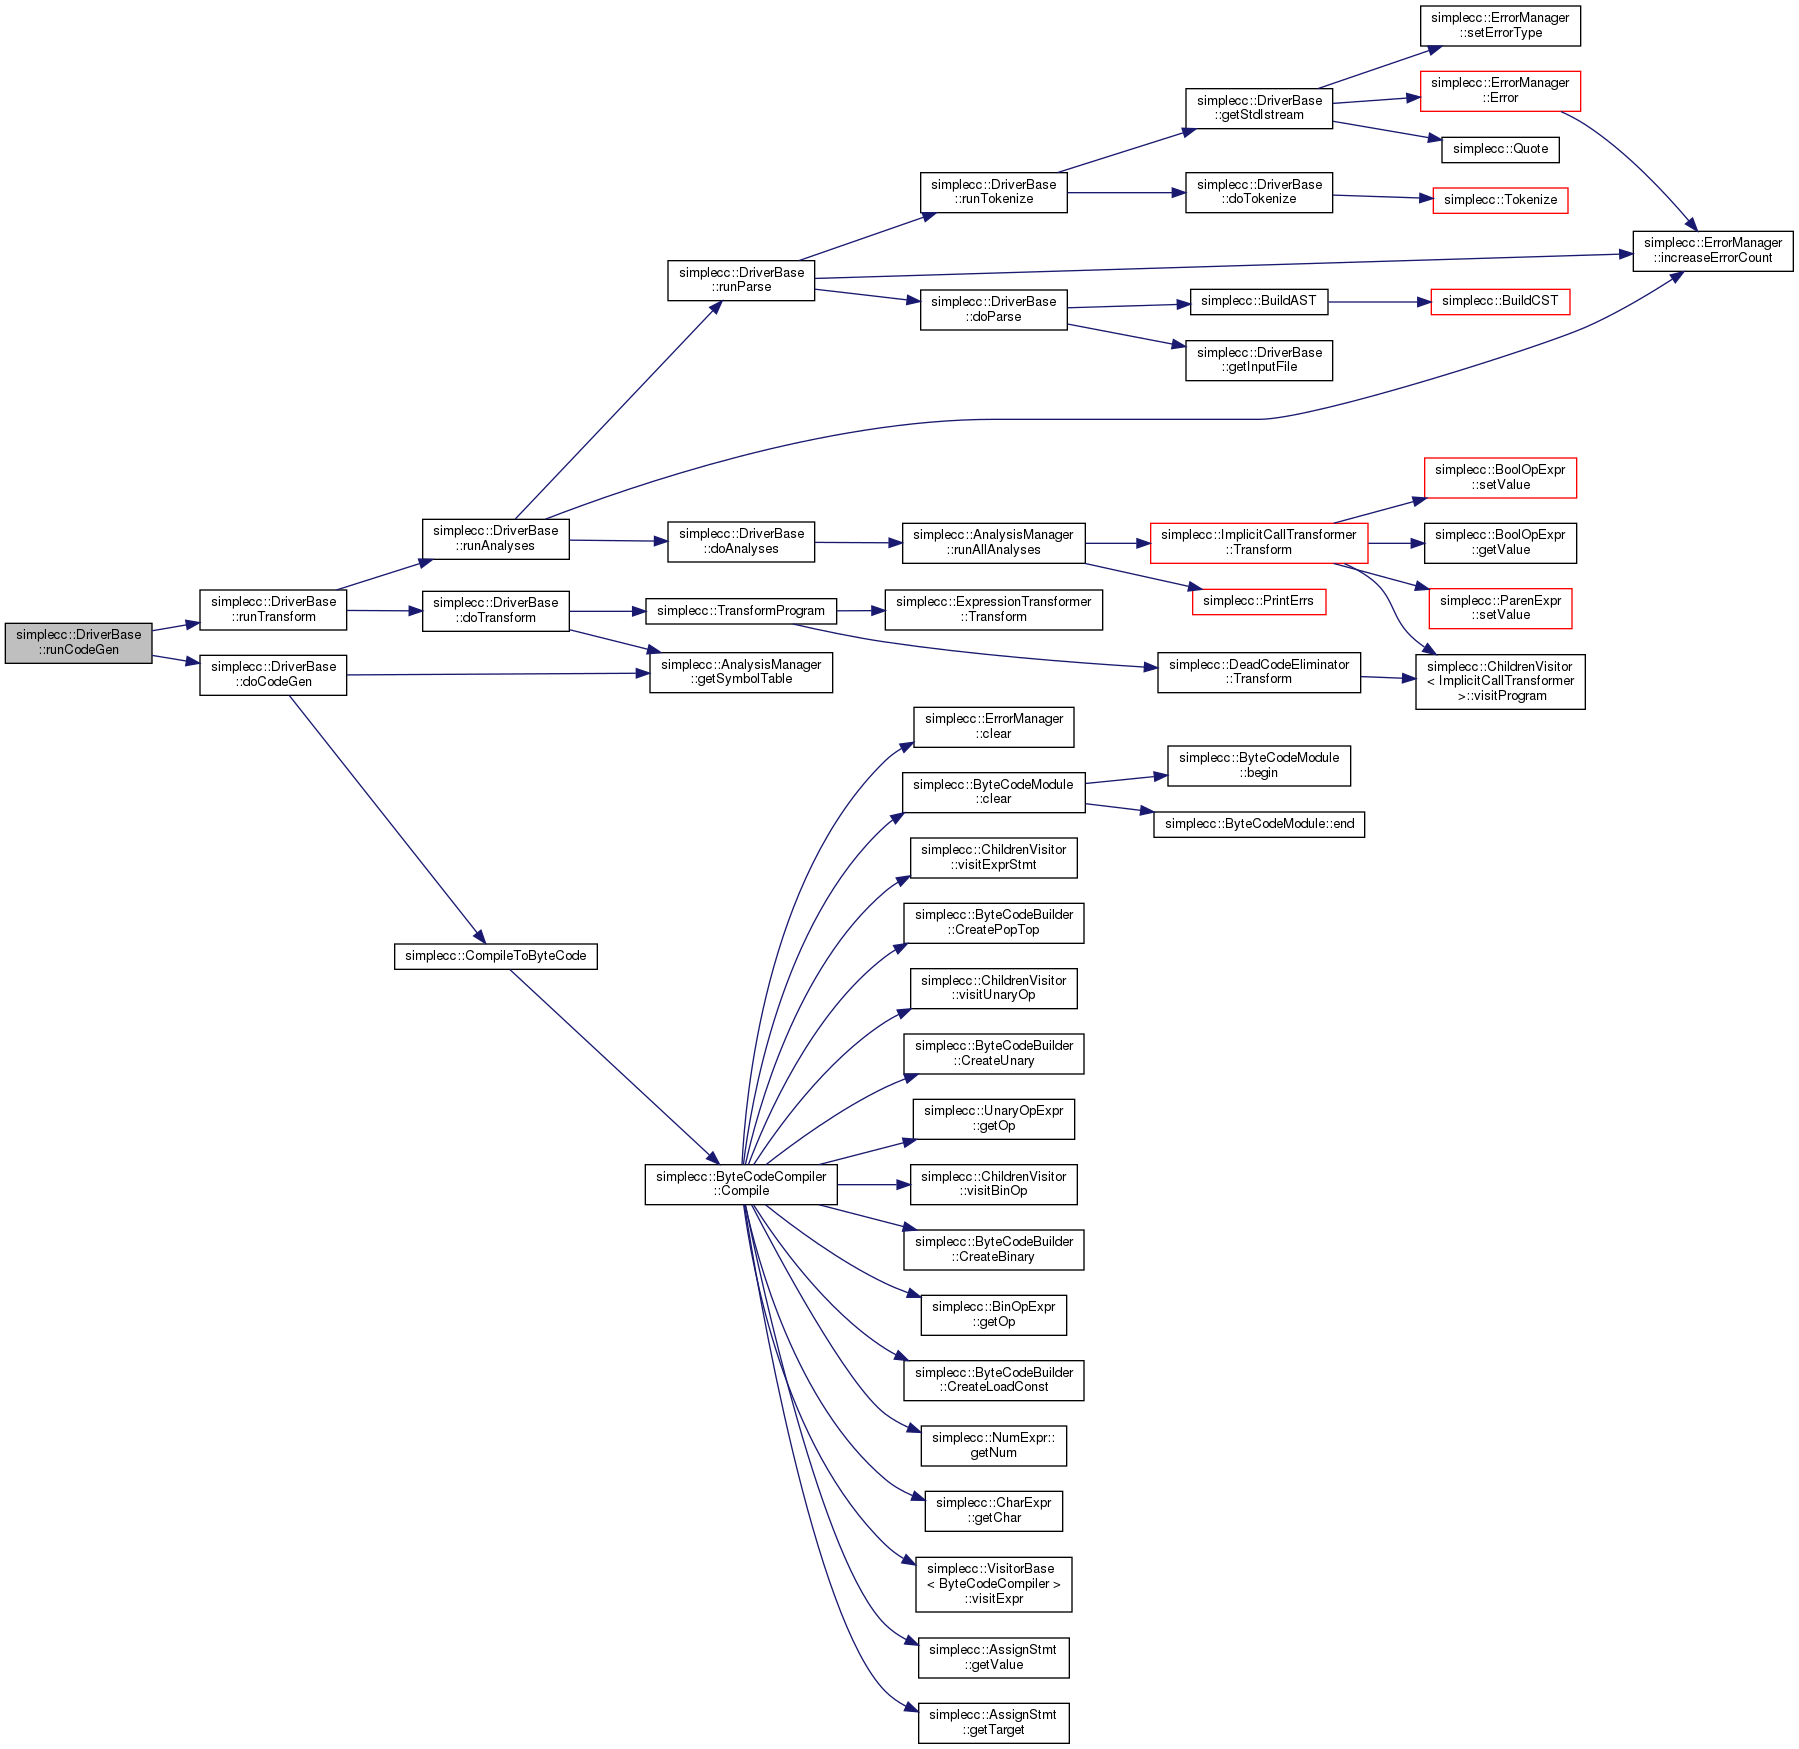 simplecc::ErrorManager
::setErrorType
simplecc::ErrorManager
::Error
simplecc::DriverBase
::getStdIstream
simplecc::Quote
simplecc::DriverBase
::runTokenize
simplecc::DriverBase
::doTokenize
simplecc::Tokenize
simplecc::ErrorManager
::increaseErrorCount
simplecc::DriverBase
::runParse
simplecc::DriverBase
::doParse
simplecc::BuildAST
simplecc::BuildCST
simplecc::DriverBase
::getInputFile
simplecc::BoolOpExpr
::setValue
simplecc::DriverBase
::runAnalyses
simplecc::DriverBase
::doAnalyses
simplecc::AnalysisManager
::runAllAnalyses
simplecc::ImplicitCallTransformer
::Transform
simplecc::BoolOpExpr
::getValue
simplecc::DriverBase
::runTransform
simplecc::DriverBase
::doTransform
simplecc::TransformProgram
simplecc::ExpressionTransformer
::Transform
simplecc::PrintErrs
simplecc::ParenExpr
::setValue
simplecc::DriverBase
::runCodeGen
simplecc::DriverBase
::doCodeGen
simplecc::AnalysisManager
::getSymbolTable
simplecc::DeadCodeEliminator
::Transform
simplecc::ChildrenVisitor
< ImplicitCallTransformer
>::visitProgram
simplecc::ErrorManager
::clear
simplecc::ByteCodeModule
::clear
simplecc::ByteCodeModule
::begin
simplecc::ByteCodeModule::end
simplecc::ChildrenVisitor
::visitExprStmt
simplecc::ByteCodeBuilder
::CreatePopTop
simplecc::CompileToByteCode
simplecc::ChildrenVisitor
::visitUnaryOp
simplecc::ByteCodeBuilder
::CreateUnary
simplecc::UnaryOpExpr
::getOp
simplecc::ByteCodeCompiler
::Compile
simplecc::ChildrenVisitor
::visitBinOp
simplecc::ByteCodeBuilder
::CreateBinary
simplecc::BinOpExpr
::getOp
simplecc::ByteCodeBuilder
::CreateLoadConst
simplecc::NumExpr::
getNum
simplecc::CharExpr
::getChar
simplecc::VisitorBase
< ByteCodeCompiler >
::visitExpr
simplecc::AssignStmt
::getValue
simplecc::AssignStmt
::getTarget